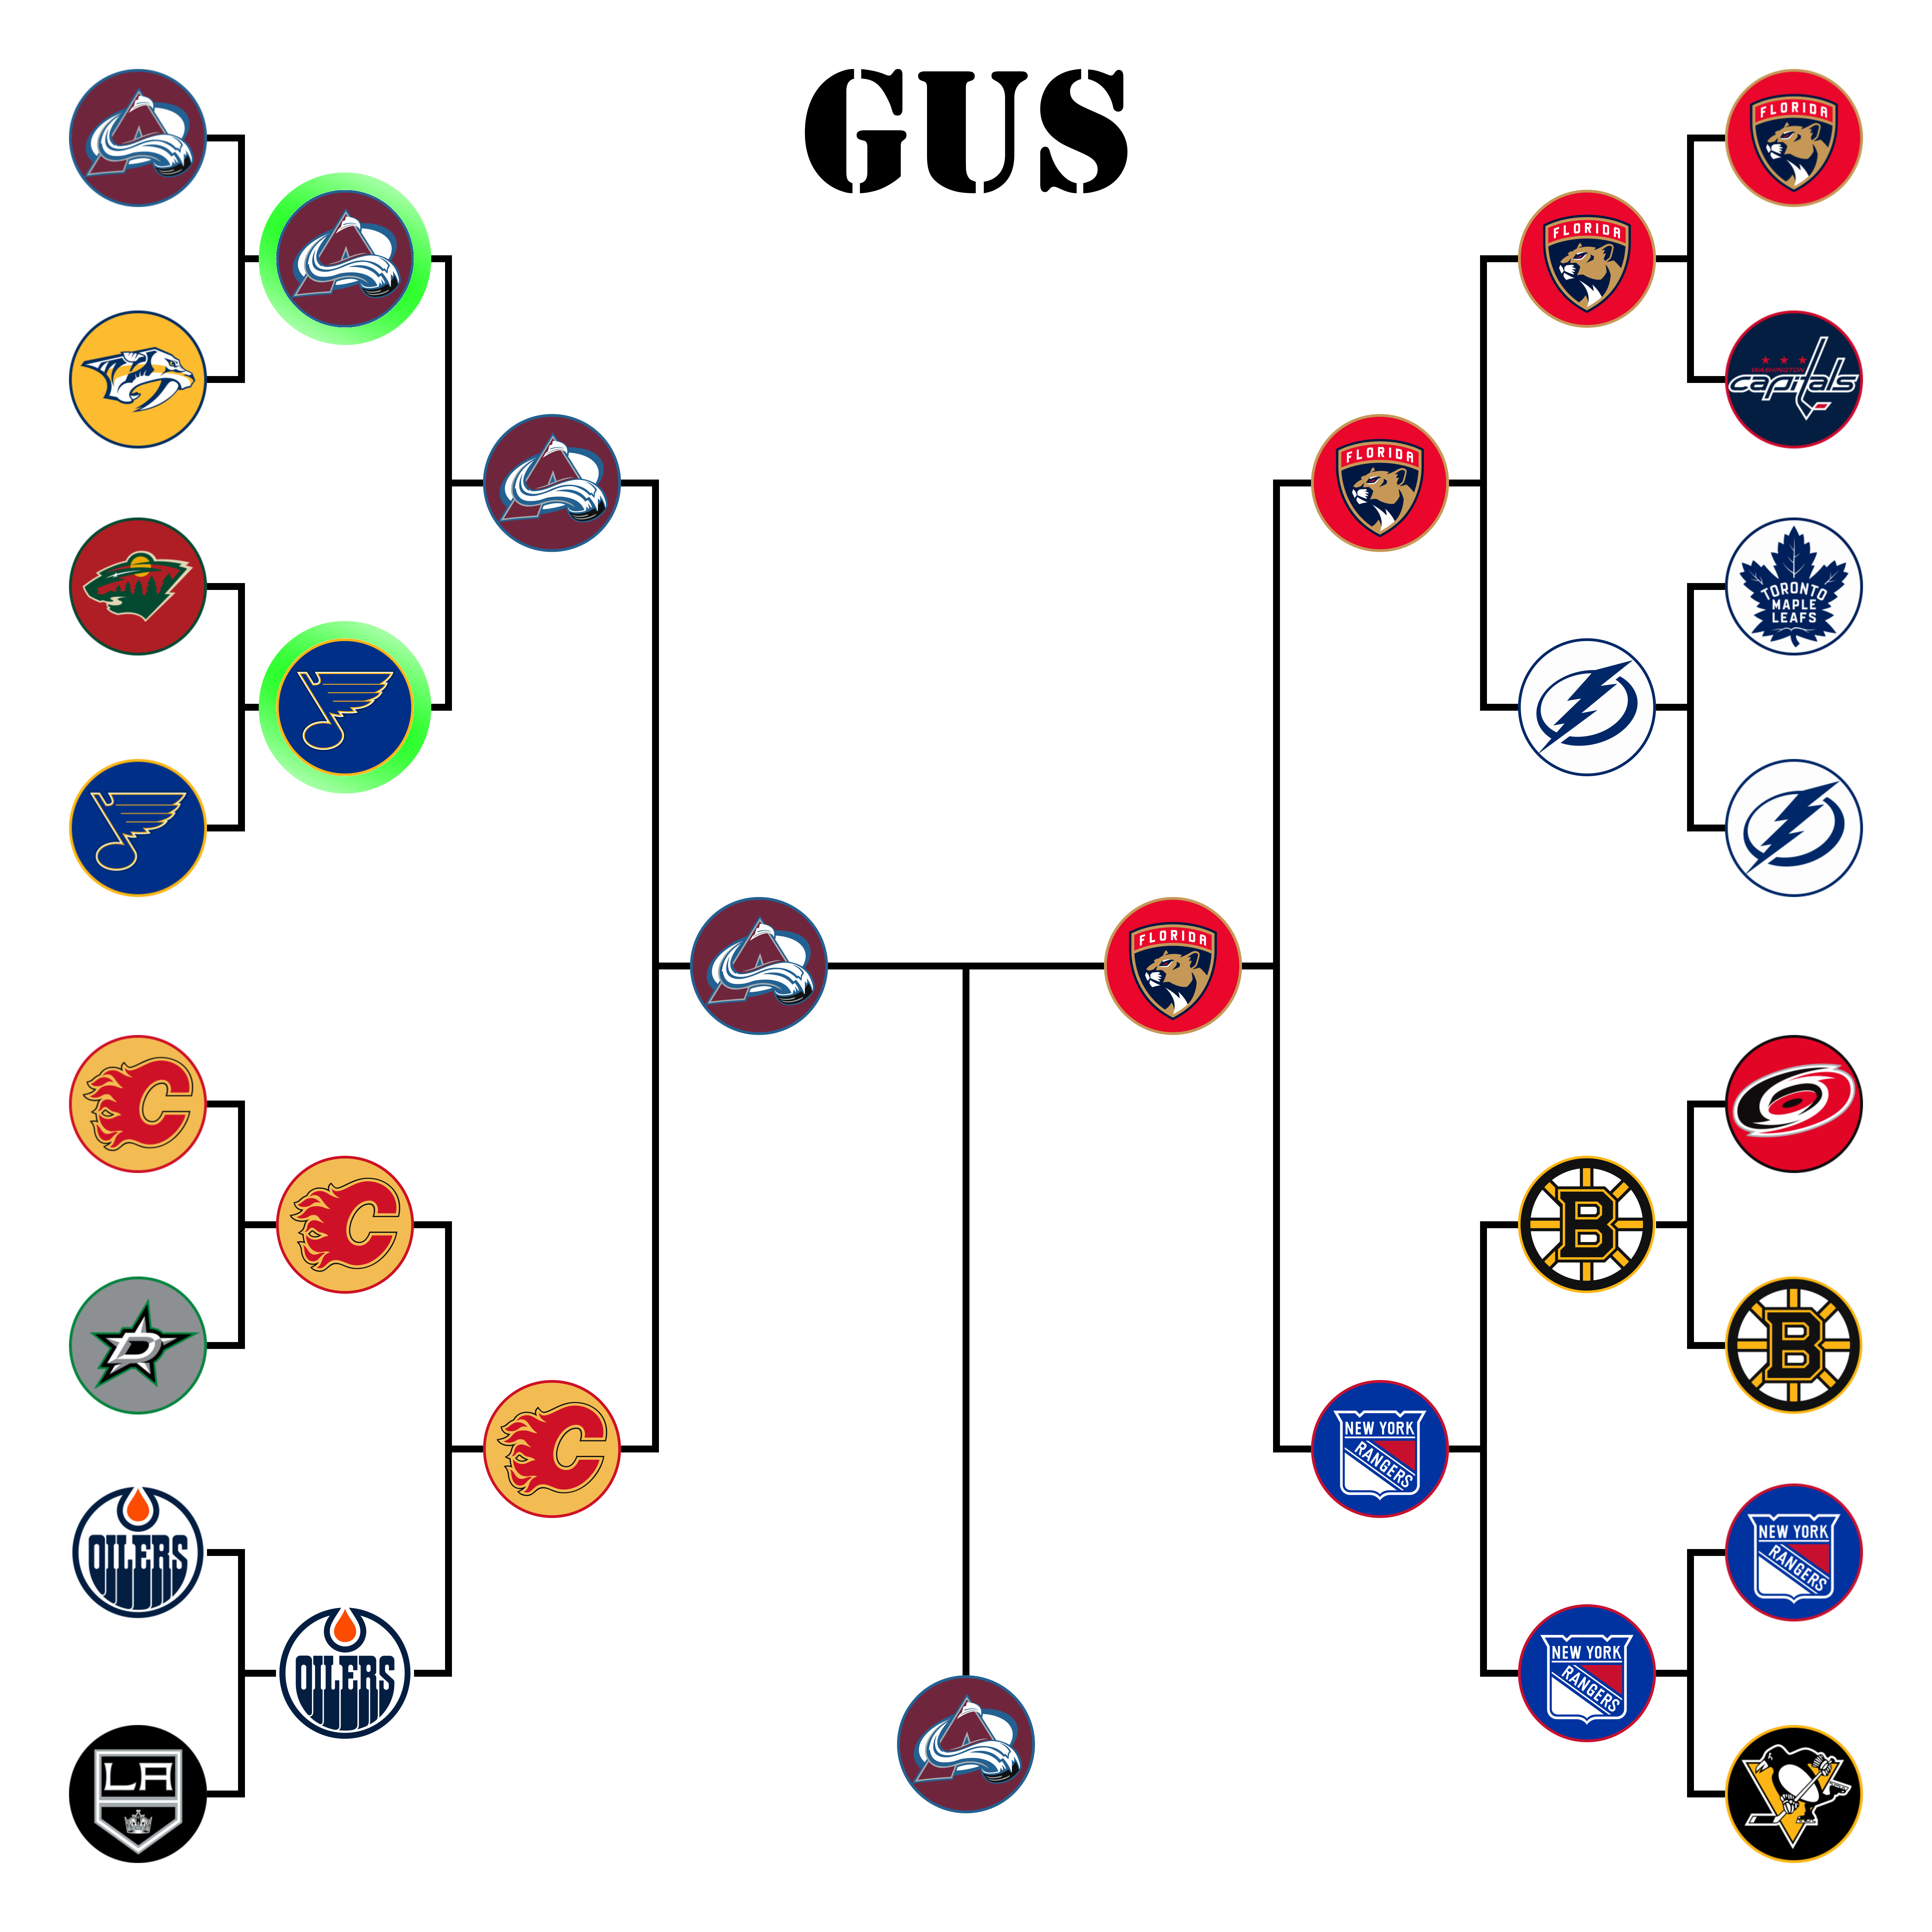 GUS
FLORIDA
FLORIDA
WASHINGTON
capitals
FLORIDA
TORONTO
MAPLE
LEAFS
FLORIDA
C
C
B
D
B
C
NEW YORK
RANGERS
OILERS
NEW YORK
RANGERS
OILERS
NEW YORK
RANGERS
LA
A
A
A
A
A